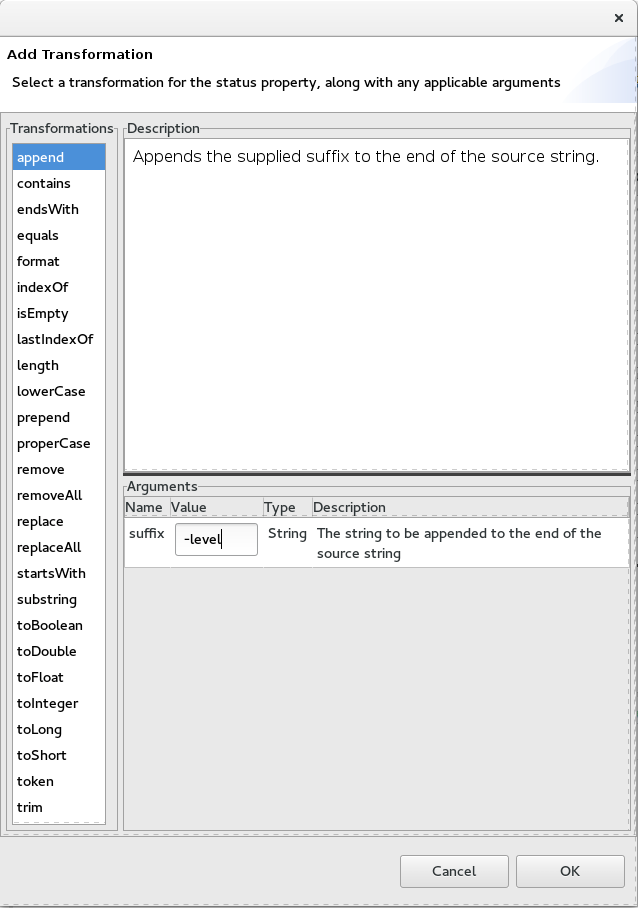 Add Transformation
Select a transformation for the status property, along with any applicable arguments
Transformations
append
contains
endsWith
equals
format
indexOf
isEmpty
lastIndexOf
length
lowerCase
prepend
properCase
remove
removeAll
replace
replaceAll
startsWith
substring
toBoolean
toDouble
toFloat
toInteger
toLong
toShort
token
trim
Description
Appends the supplied suffix to the end of the source string.
Arguments
Name Value Type Description
suffix -level String The string to be appended to the end of the
source string
Cancel OK